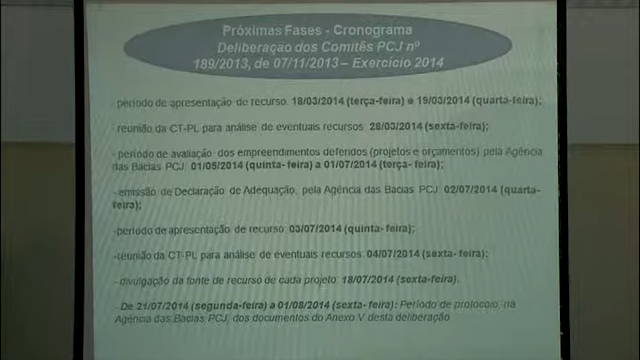 Próximas Fases - Cronograma
Deliberação dos Comitês PCJ nº
189/2013, de 07/11/2013 – Exercício 2014
- período de apresentação de recurso: 18/03/2014 (terça-feira) e 19/03/2014 (quarta-feira);
- reunião da CT-PL para análise de eventuais recursos: 28/03/2014 (sexta-feira);
- período de avaliação dos empreendimentos deferidos (projetos e orçamentos) pela Agência
das Bacias PCJ: 01/05/2014 (quinta- feira) a 01/07/2014 (terça- feira);
- emissão de Declaração de Adequação, pela Agência das Bacias PCJ: 02/07/2014 (quarta-
feira);
-período de apresentação de recurso: 03/07/2014 (quinta- feira);
-reunião da CT-PL para análise de eventuais recursos: 04/07/2014 (sexta- feira);
- divulgação da fonte de recurso de cada projeto: 18/07/2014 (sexta-feira).
- De 21/07/2014 (segunda-feira) a 01/08/2014 (sexta- feira): Período de protocolo, na
Agência das Bacias PCJ, dos documentos do Anexo V desta deliberação